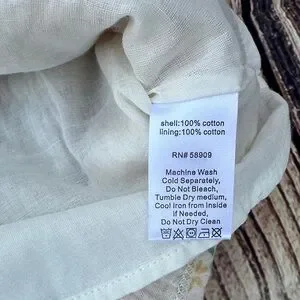 shell:100% cotton
lining:100% cotton
RN# 58909
Machine Wash
Cold Separately,
Do Not Bleach,
Tumble Dry medium,
Cool Iron from inside
if Needed,
Do Not Dry Clean